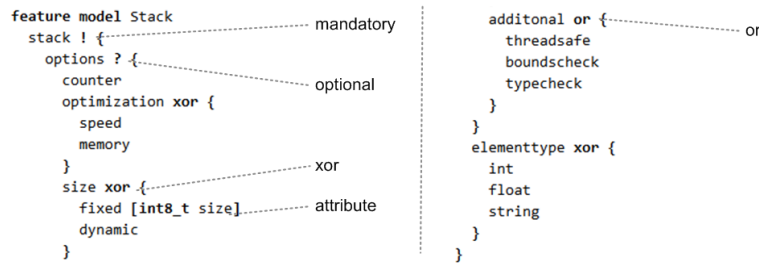 feature model Stack
stack ! {
options ? {
counter
optimization xor {
speed
memory
}
size xor {
fixed [int8_t size]
dynamic
}
mandatory
optional
xor
attribute
additonal or {
threadsafe
boundscheck
typecheck
}
}
elementtype xor {
int
float
string
}
}
or